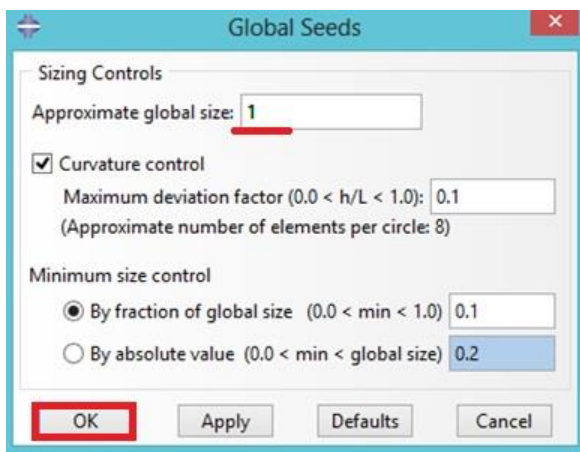 Global Seeds
Sizing Controls
Approximate global size: 1
Curvature control
Maximum deviation factor (0.0 < h/L < 1.0): 0.1
(Approximate number of elements per circle: 8)
Minimum size control
By fraction of global size (0.0 < min < 1.0) 0.1
By absolute value (0.0 < min < global size) 0.2
OK Apply Defaults Cancel